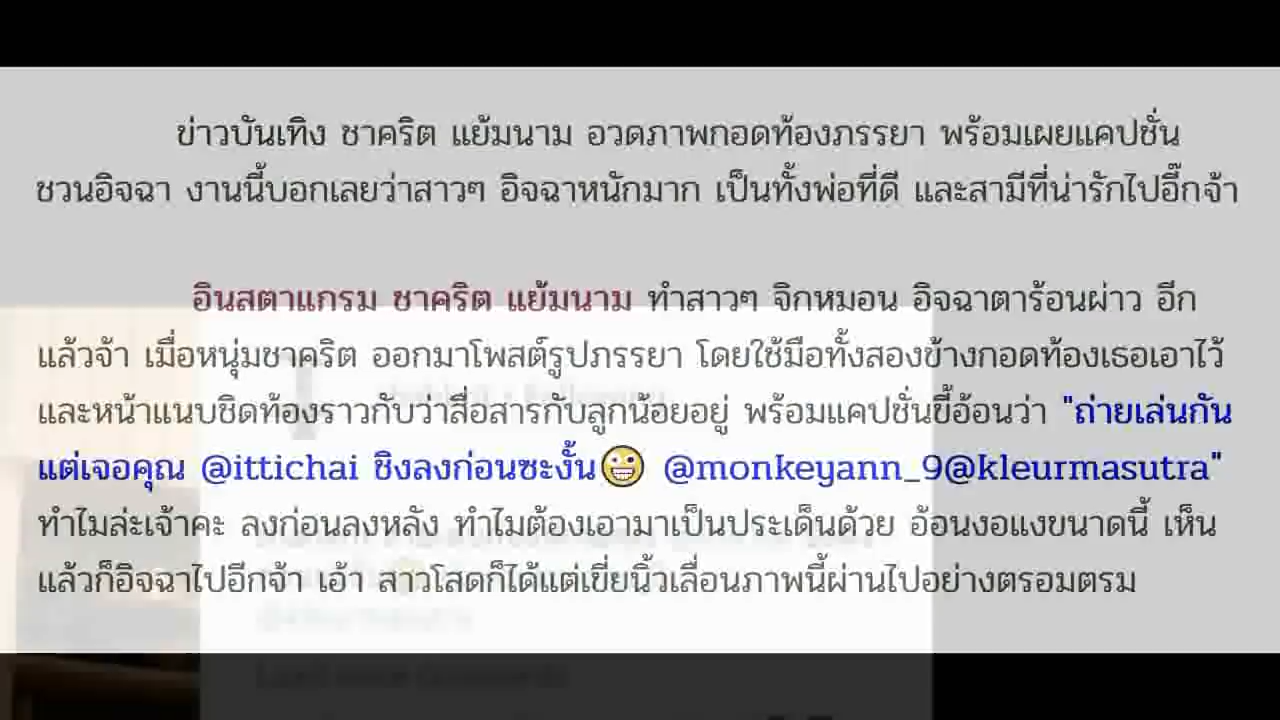 ข่าวบันเทิง ชาคริต แย้มนาม อวดภาพกอดท้องภรรยา พร้อมเผยแคปชั่น
ชวนอิจฉา งานนี้บอกเลยว่าสาวๆ อิจฉาหนักมาก เป็นทั้งพ่อที่ดี และสามีที่น่ารักไปอี๊กจ้า
อินสตาแกรม ชาคริต แย้มนาม ทำสาวๆ จิกหมอน อิจฉาตาร้อนผ่าว อีก
แล้วจ้า เมื่อหนุ่มชาคริต ออกมาโพสต์รูปภรรยา โดยใช้มือทั้งสองข้างกอดท้องเธอเอาไว้
และหน้าแนบชิดท้องราวกับว่าสื่อสารกับลูกน้อยอยู่ พร้อมแคปชั่นขี้อ้อนว่า "ถ่ายเล่นกัน
แต่เจอคุณ @ittichai ชิงลงก่อนซะงั้น😀 @monkeyann_9@kleurmasutra"
ทำไมล่ะเจ้าคะ ลงก่อนลงหลัง ทำไมต้องเอามาเป็นประเด็นด้วย อ้อนงอแงขนาดนี้ เห็น
แล้วก็อิจฉาไปอีกจ้า เอ้า สาวโสดก็ได้แต่เขี่ยนิ้วเลื่อนภาพนี้ผ่านไปอย่างตรอมตรม